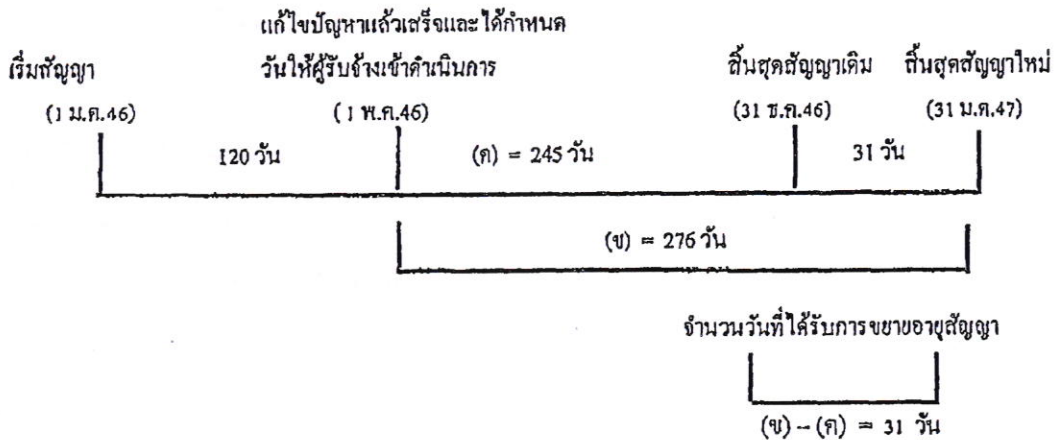 แก้ไขปัญหาแล้วเสร็จและได้กำหนด
เริ่มสัญญา วันให้ผู้รับจ้างเข้าดำเนินการ สิ้นสุดสัญญาเดิม สิ้นสุดสัญญาใหม่
(1 ม.ค.46) (1 พ.ค.46) (31 ธ.ค.46) (31 ม.ค.47)
120 วัน (ค) = 245 วัน 31 วัน
(ข) = 276 วัน
จำนวนวันที่ได้รับการขยายอายุสัญญา
(ข) – (ค) = 31 วัน